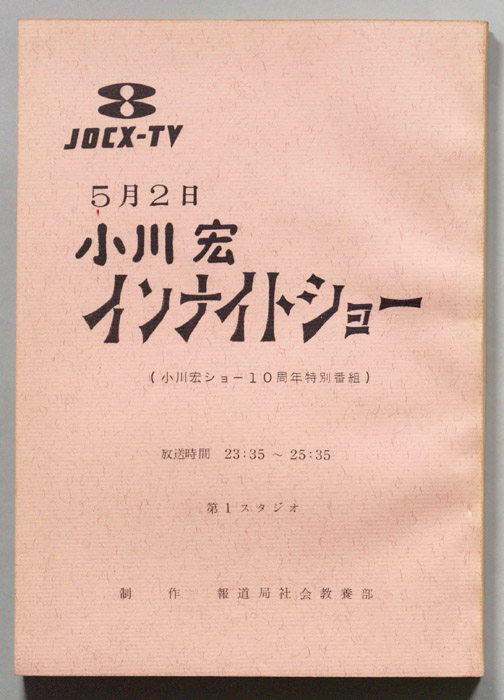 8
JOCX-TV
5月2日
小川 宏
インナイトショー
(小川宏ショー10周年特別番組)
放送時間 23:35 ~ 25:35
第1スタジオ
制 作 報道局社会教養部